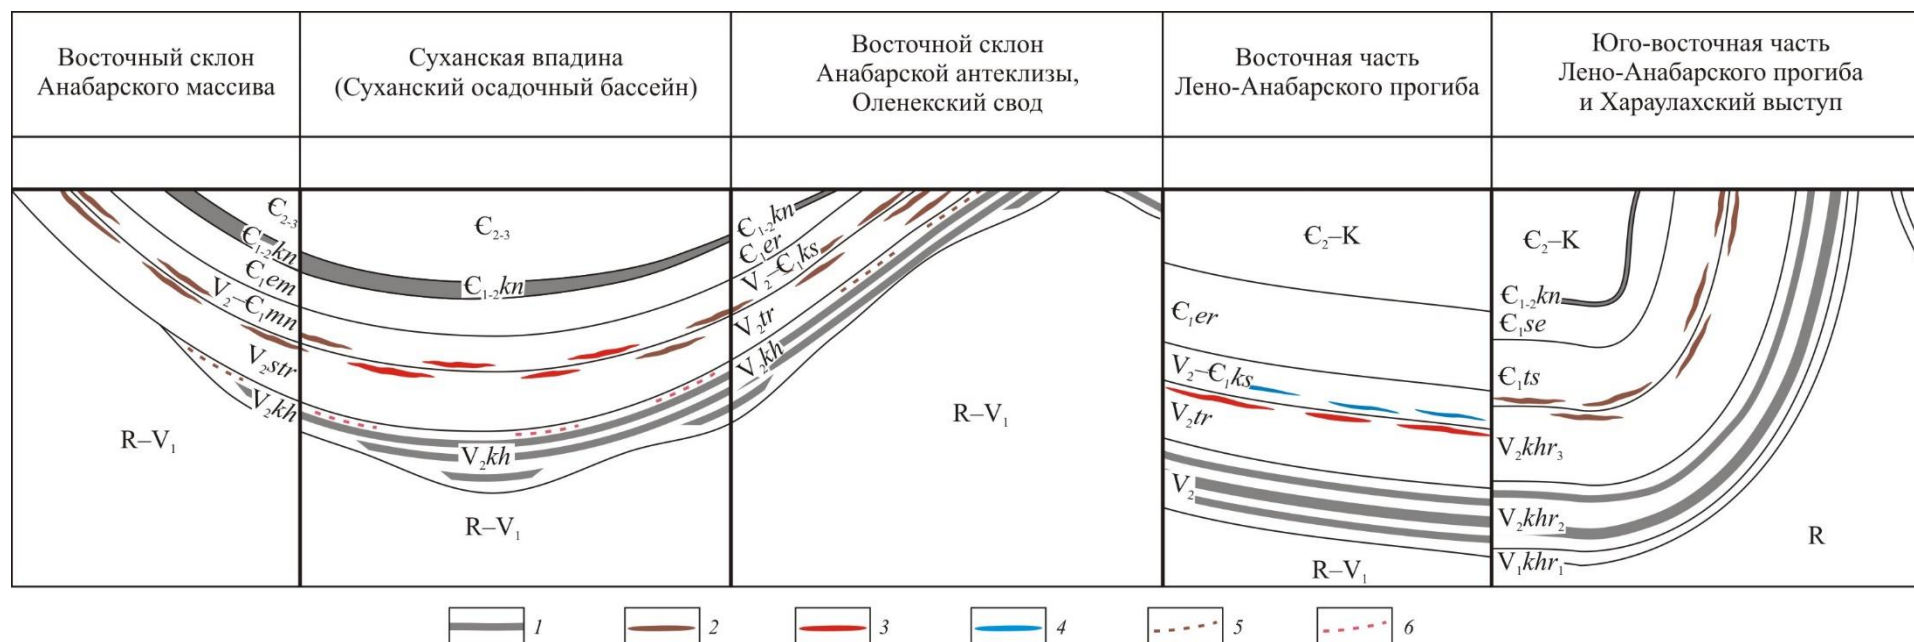 Восточный склон
Анабарского массива
Суханская впадина
(Суханский осадочный бассейн)
Восточной склон
Анабарской антеклизы,
Оленекский свод
Восточная часть
Лено-Анабарского прогиба
Юго-восточная часть
Лено-Анабарского прогиба
и Хараулахский выступ
Є₂₋₃
Є₁₋₂kn
Є₁em
V₂–Є₁mn
V₂str
V₂kh
R–V₁
Є₂₋₃
Є₁₋₂kn
V₂kh
R–V₁
Є₁₋₂kn
Є₁er
V₂–Є₁ks
V₂tr
V₂kh
R–V₁
Є₂–K
Є₁er
V₂–Є₁ks
V₂tr
V₂
R–V₁
Є₂–K
Є₁₋₂kn
Є₁se
Є₁ts
V₂khr₃
V₂khr₂
V₁khr₁
R
1 2 3 4 5 6